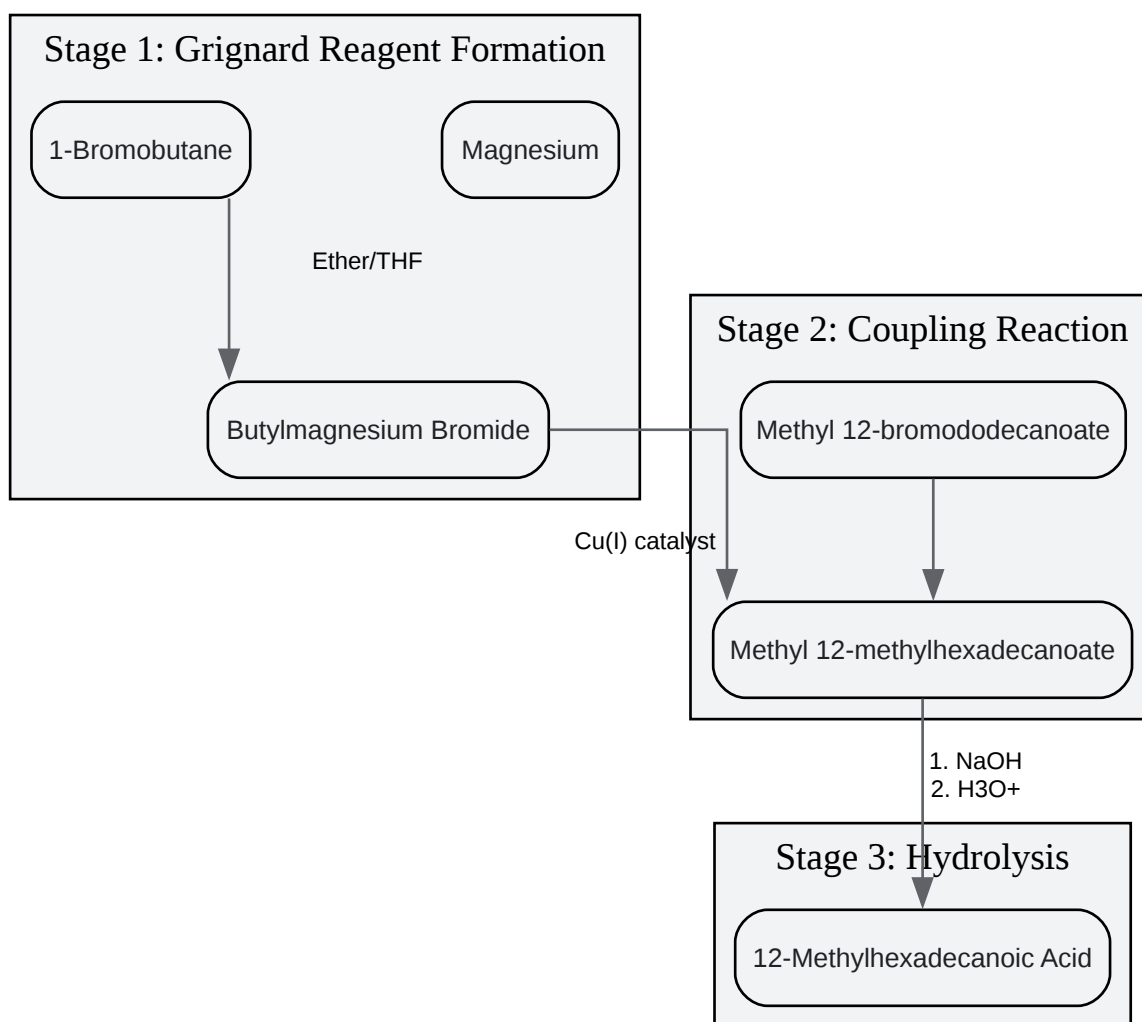 Stage 1: Grignard Reagent Formation
1-Bromobutane
Magnesium
Ether/THF
Butylmagnesium Bromide
Stage 2: Coupling Reaction
Methyl 12-bromododecanoate
Cu(I) catalyst
Methyl 12-methylhexadecanoate
1. NaOH
2. H3O+
Stage 3: Hydrolysis
12-Methylhexadecanoic Acid